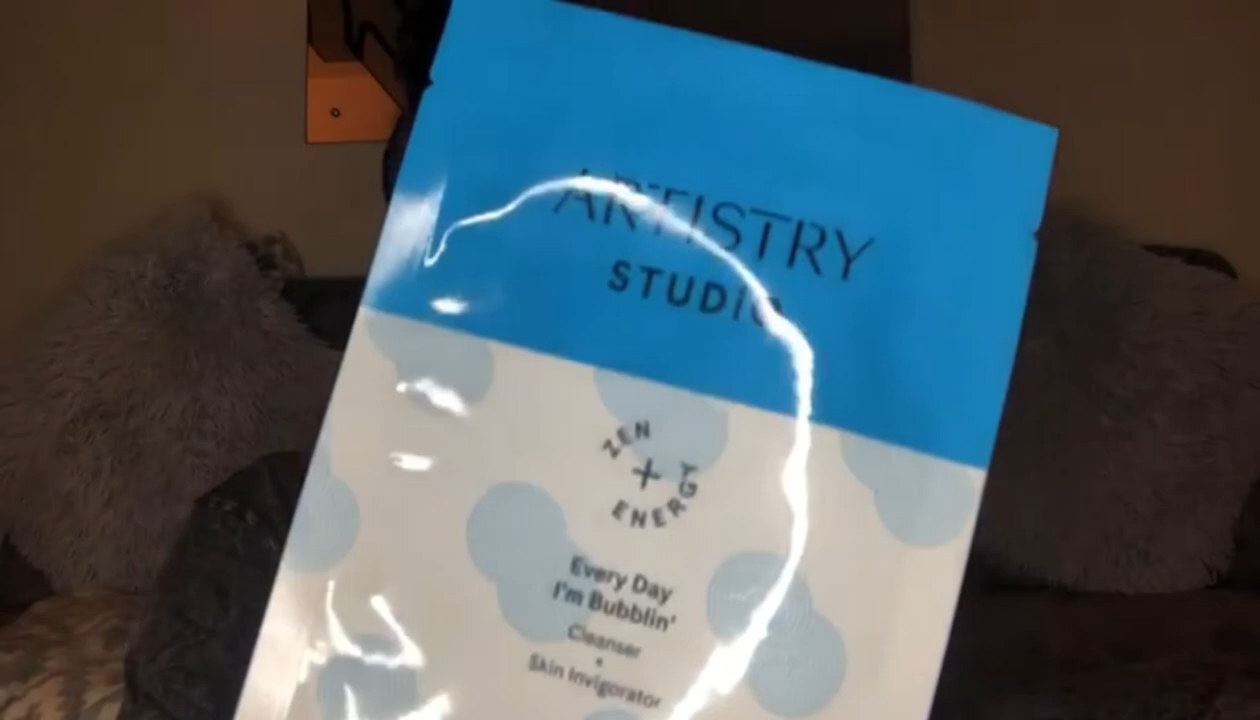 ARTISTRY
STUDIO
ZEN
+
ENERGY
Every Day
I'm Bubblin'
Cleanser
+
Skin Invigorator